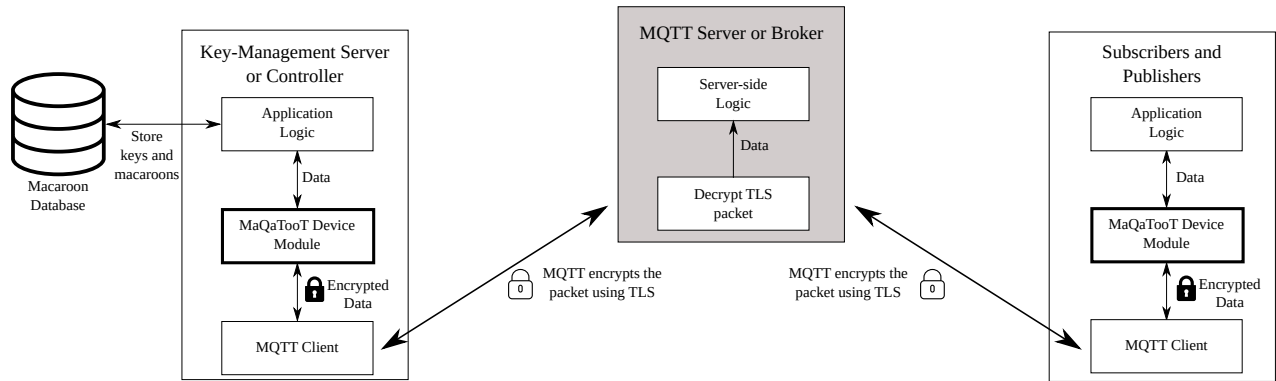 Key-Management Server
or Controller
Application
Logic
Store
keys and
macaroons
Macaroon
Database
Data
MaQaTooT Device
Module
Encrypted
Data
MQTT Client
MQTT encrypts the
packet using TLS
0
MQTT Server or Broker
Server-side
Logic
Data
Decrypt TLS
packet
MQTT encrypts the
packet using TLS
0
Subscribers and
Publishers
Application
Logic
Data
MaQaTooT Device
Module
Encrypted
Data
MQTT Client